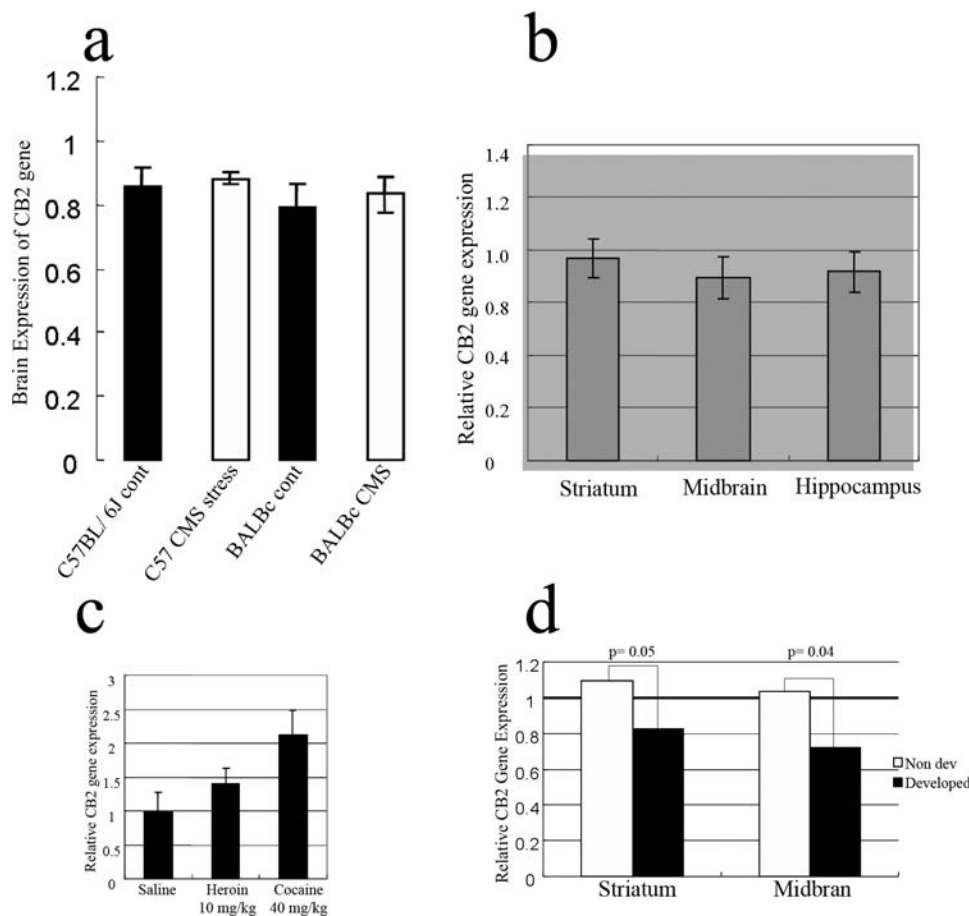 a
1.2
1
0.8
0.6
0.4
0.2
0
Brain Expression of CB2 gene
C57BL/ 6J cont
C57 CMS stress
BALBc cont
BALBc CMS
b
1.4
1.2
1.0
0.8
0.4
0.2
0
Relative CB2 gene expression
Striatum
Midbrain
Hippocampus
c
3
2.5
2
1.5
1
0.5
0
Relative CB2 gene expression
Saline
Heroin
10 mg/kg
Cocaine
40 mg/kg
d
p= 0.05
p= 0.04
1.2
1
0.8
0.6
0.4
0.2
0
Relative CB2 Gene Expression
Non dev
Developed
Striatum
Midbran